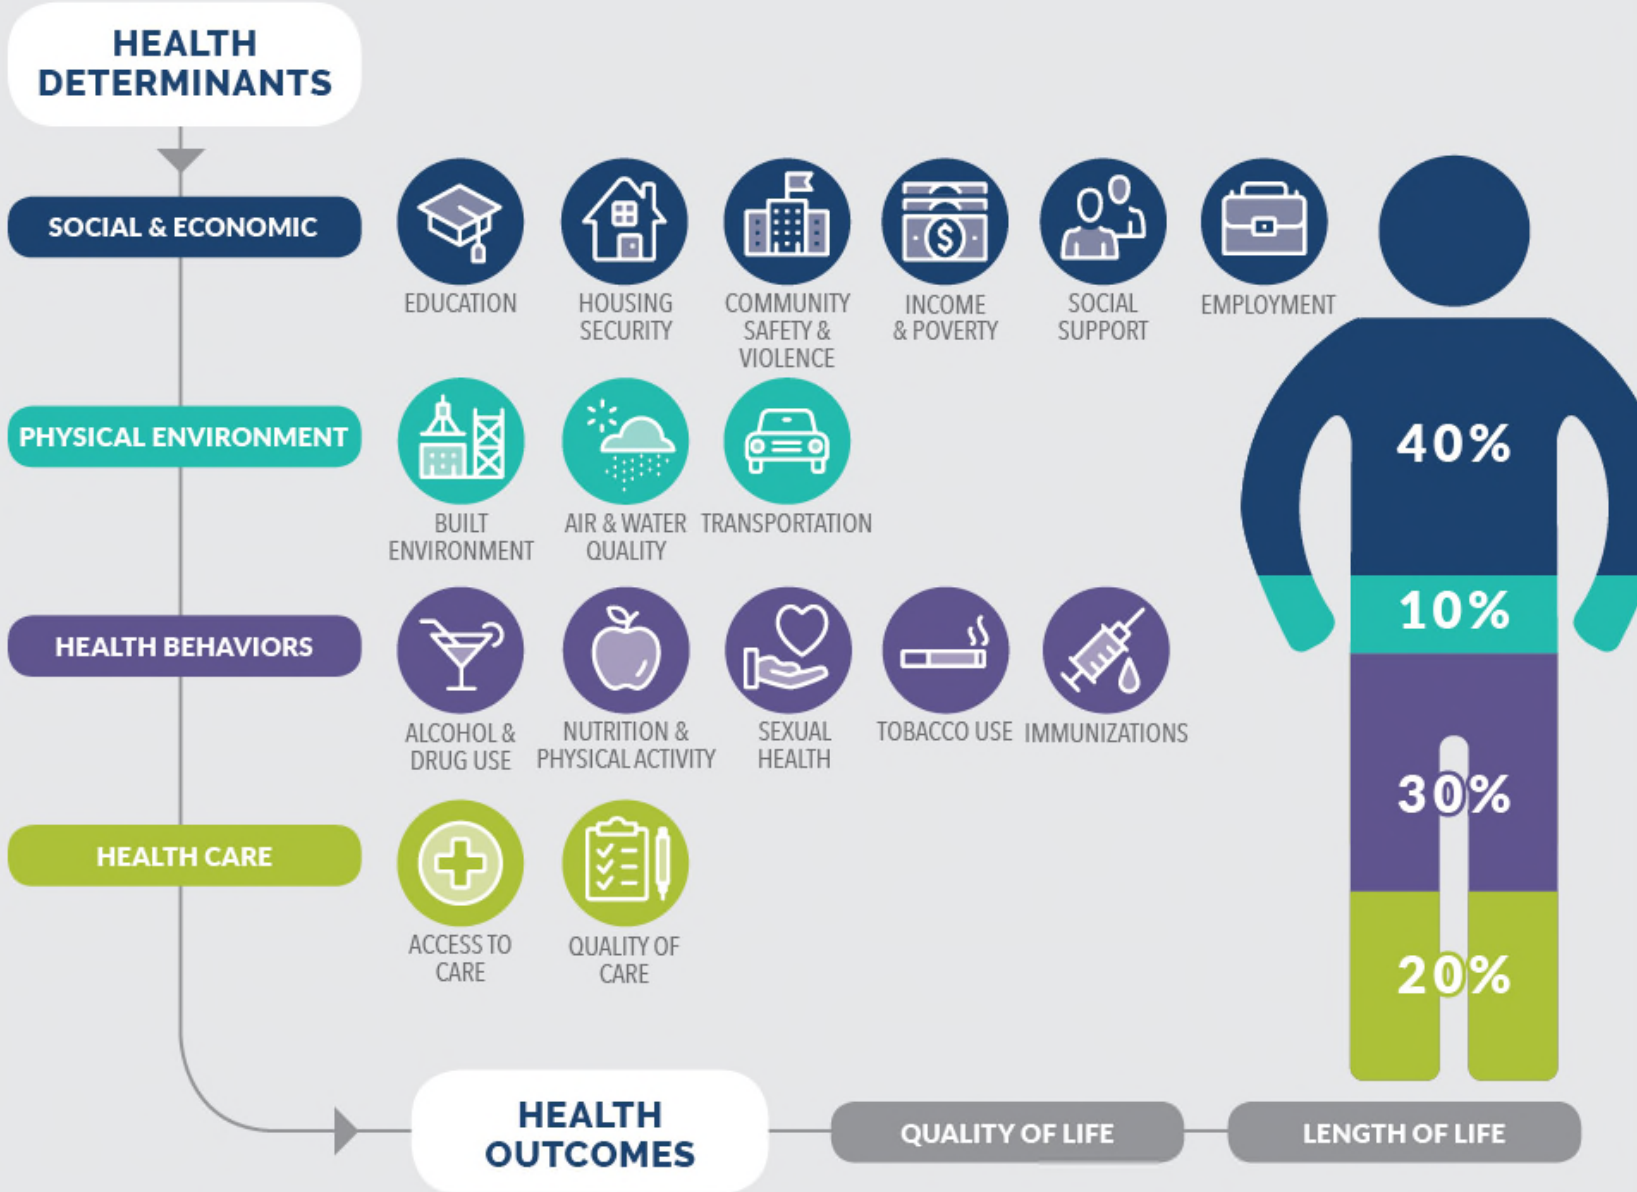 HEALTH
DETERMINANTS
SOCIAL & ECONOMIC
EDUCATION
HOUSING
SECURITY
COMMUNITY
SAFETY &
VIOLENCE
INCOME
& POVERTY
SOCIAL
SUPPORT
EMPLOYMENT
40%
PHYSICAL ENVIRONMENT
BUILT
ENVIRONMENT
AIR & WATER
QUALITY
TRANSPORTATION
10%
HEALTH BEHAVIORS
ALCOHOL &
DRUG USE
NUTRITION &
PHYSICAL ACTIVITY
SEXUAL
HEALTH
TOBACCO USE
IMMUNIZATIONS
30%
HEALTH CARE
ACCESS TO
CARE
QUALITY OF
CARE
20%
HEALTH
OUTCOMES
QUALITY OF LIFE
LENGTH OF LIFE